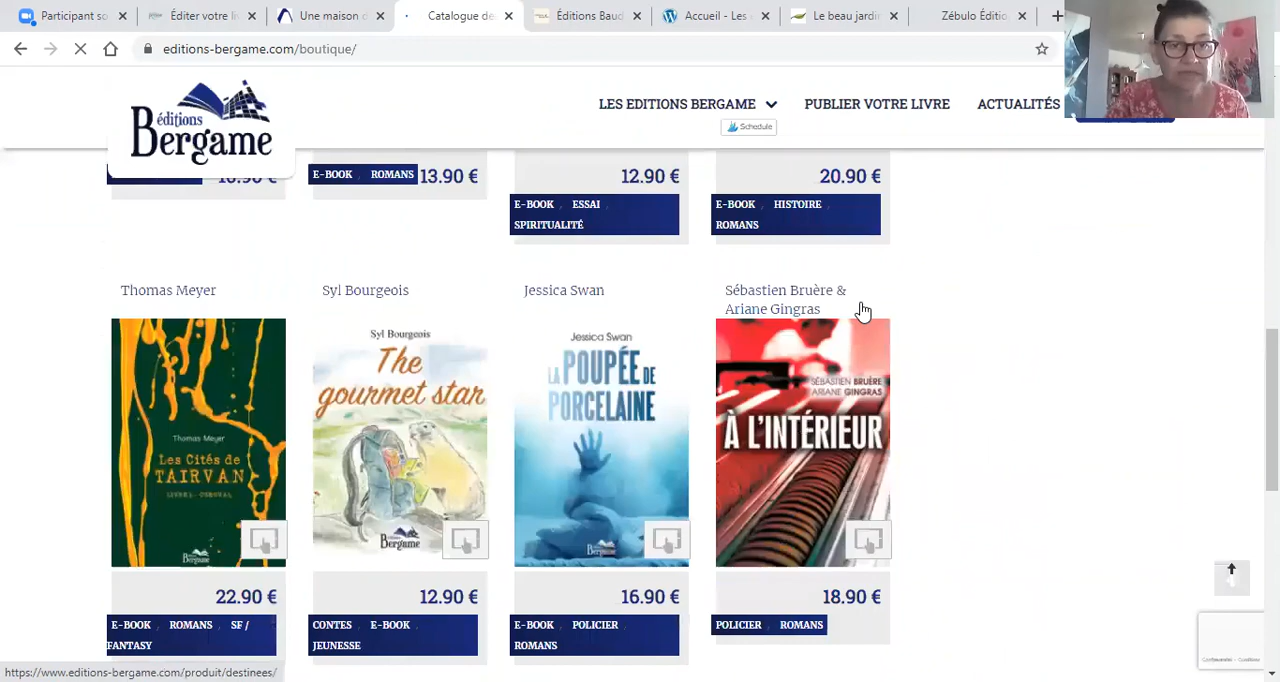 Participant so
Éditer votre li
Une maison d
Catalogue de
Éditions Baud
Accueil - Les
Le beau jardin
Zébulo Éditio
editions-bergame.com/boutique/
éditions
Bergame
LES EDITIONS BERGAME
PUBLIER VOTRE LIVRE
ACTUALITÉS
Schedule
E-BOOK , ROMANS
13.90 €
12.90 €
20.90 €
E-BOOK , ESSAI ,
SPIRITUALITÉ
E-BOOK , HISTOIRE ,
ROMANS
Thomas Meyer
Syl Bourgeois
Jessica Swan
Sébastien Bruère &
Ariane Gingras
Thomas Meyer
Les Cités de
TAIRVAN
Bergame
Syl Bourgeois
The
gourmet star
Bergame
Jessica Swan
LA POUPÉE DE
PORCELAINE
Bergame
SÉBASTIEN BRUÈRE
ARIANE GINGRAS
À L'INTÉRIEUR
22.90 €
12.90 €
16.90 €
18.90 €
E-BOOK , ROMANS , SF /
FANTASY
CONTES , E-BOOK ,
JEUNESSE
E-BOOK , POLICIER ,
ROMANS
POLICIER , ROMANS
https://www.editions-bergame.com/produit/destinees/